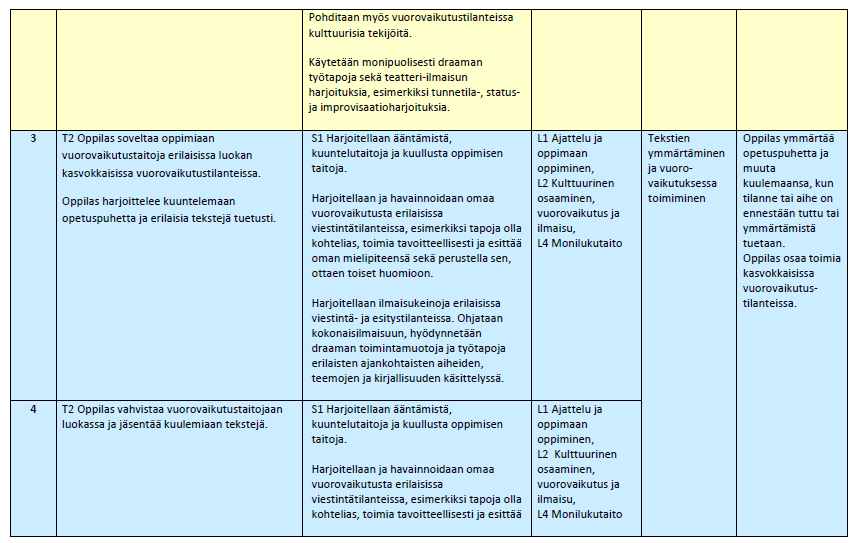 Pohditaan myös vuorovaikutustilanteissa
kulttuurisia tekijöitä.
Käytetään monipuolisesti draaman
työtapoja sekä teatteri-ilmaisun
harjoituksia, esimerkiksi tunnetila-, status-
ja improvisaatioharjoituksia.
3
T2 Oppilas soveltaa oppimiaan
vuorovaikutustaitoja erilaisissa luokan
kasvokkaisissa vuorovaikutustilanteissa.
Oppilas harjoittelee kuuntelemaan
opetuspuhetta ja erilaisia tekstejä tuetusti.
S1 Harjoitellaan ääntämistä,
kuuntelutaitoja ja kuullusta oppimisen
taitoja.
Harjoitellaan ja havainnoidaan omaa
vuorovaikutusta erilaisissa
viestintätilanteissa, esimerkiksi tapoja olla
kohtelias, toimia tavoitteellisesti ja esittää
oman mielipiteensä sekä perustella sen,
ottaen toiset huomioon.
Harjoitellaan ilmaisukeinoja erilaisissa
viestintä- ja esitystilanteissa. Ohjataan
kokonaisilmaisuun, hyödynnetään
draaman toimintamuotoja ja työtapoja
erilaisten ajankohtaisten aiheiden,
teemojen ja kirjallisuuden käsittelyssä.
L1 Ajattelu ja
oppimaan
oppiminen,
L2 Kulttuurinen
osaaminen,
vuorovaikutus ja
ilmaisu,
L4 Monilukutaito
Tekstien
ymmärtäminen
ja vuoro-
vaikutuksessa
toimiminen
Oppilas ymmärtää
opetuspuhetta ja
muuta
kuulemaansa, kun
tilanne tai aihe on
ennestään tuttu tai
ymmärtämistä
tuetaan.
Oppilas osaa toimia
kasvokkaisissa
vuorovaikutus-
tilanteissa.
4
T2 Oppilas vahvistaa vuorovaikutustaitojaan
luokassa ja jäsentää kuulemiaan tekstejä.
S1 Harjoitellaan ääntämistä,
kuuntelutaitoja ja kuullusta oppimisen
taitoja.
Harjoitellaan ja havainnoidaan omaa
vuorovaikutusta erilaisissa
viestintätilanteissa, esimerkiksi tapoja olla
kohtelias, toimia tavoitteellisesti ja esittää
L1 Ajattelu ja
oppimaan
oppiminen,
L2 Kulttuurinen
osaaminen,
vuorovaikutus ja
ilmaisu,
L4 Monilukutaito